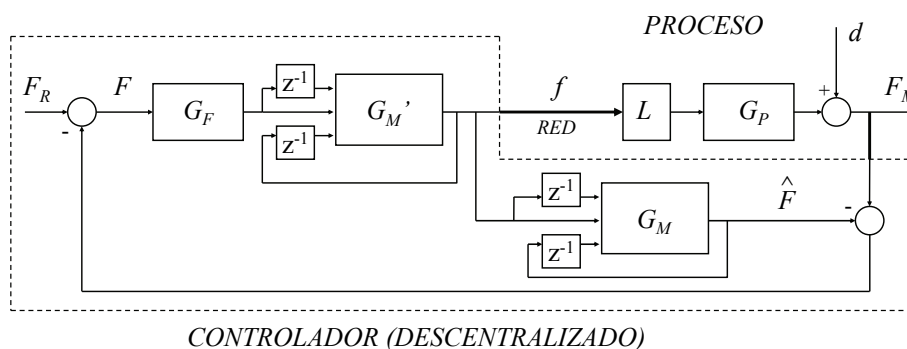 PROCESO
d
F_R
F
G_F
z⁻¹
z⁻¹
G_M’
f
RED
L
G_P
+
F_M
-
z⁻¹
z⁻¹
G_M
F̂
-
CONTROLADOR (DESCENTRALIZADO)